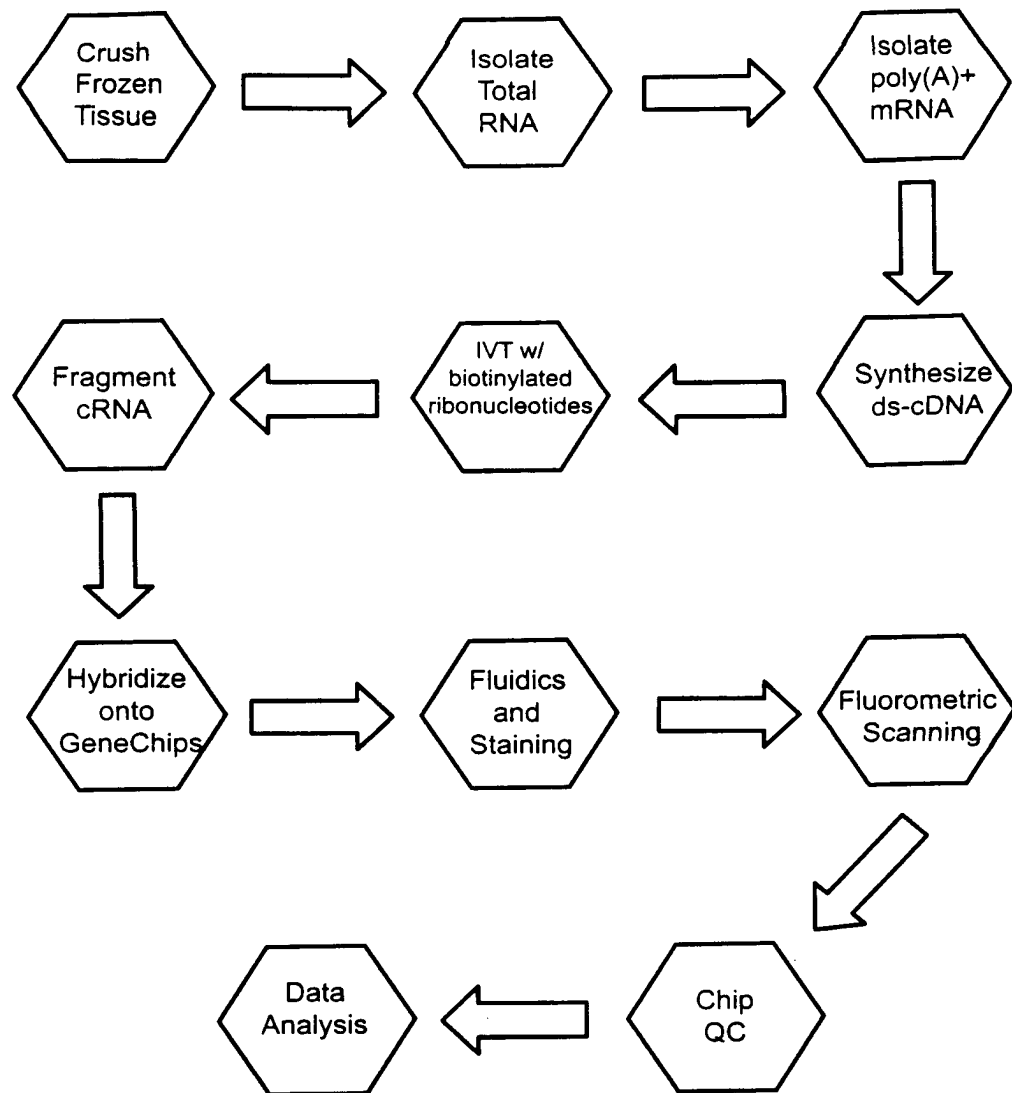 Crush
Frozen
Tissue
Isolate
Total
RNA
Isolate
poly(A)+
mRNA
Synthesize
ds-cDNA
IVT w/
biotinylated
ribonucleotides
Fragment
cRNA
Hybridize
onto
GeneChips
Fluidics
and
Staining
Fluorometric
Scanning
Chip
QC
Data
Analysis